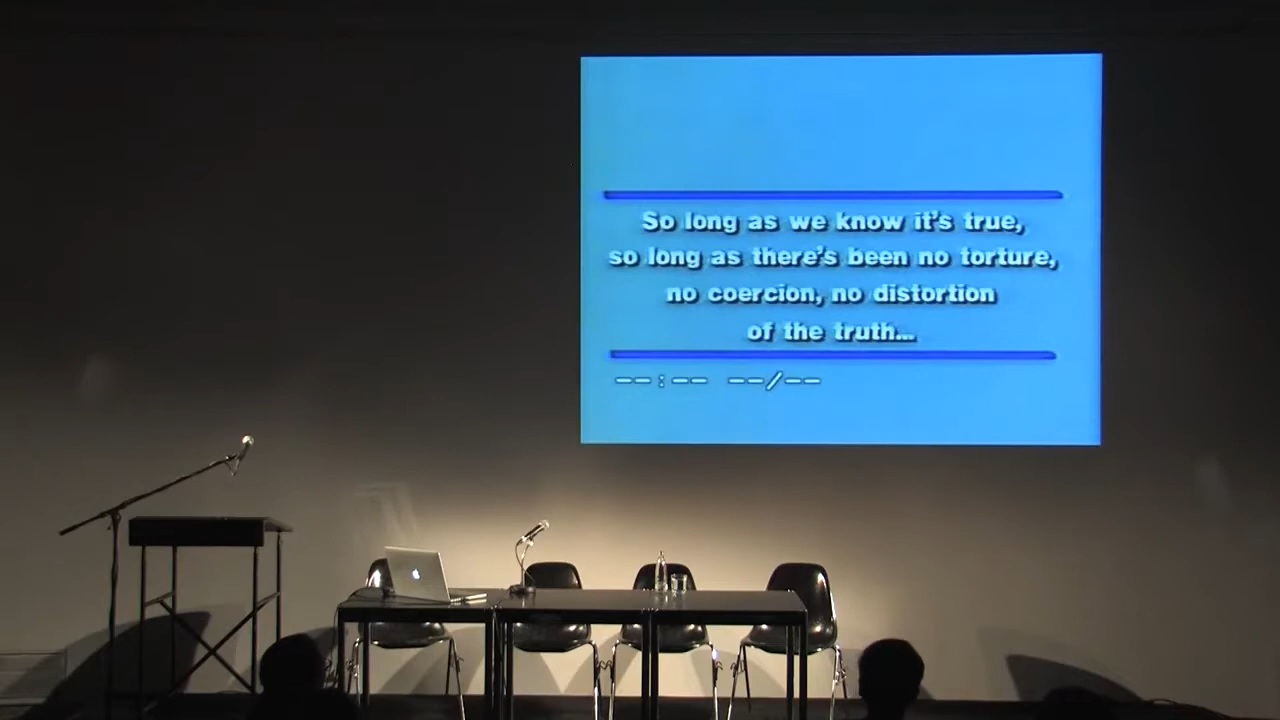 So long as we know it's true,
so long as there's been no torture,
no coercion, no distortion
of the truth...
--:-- --/--